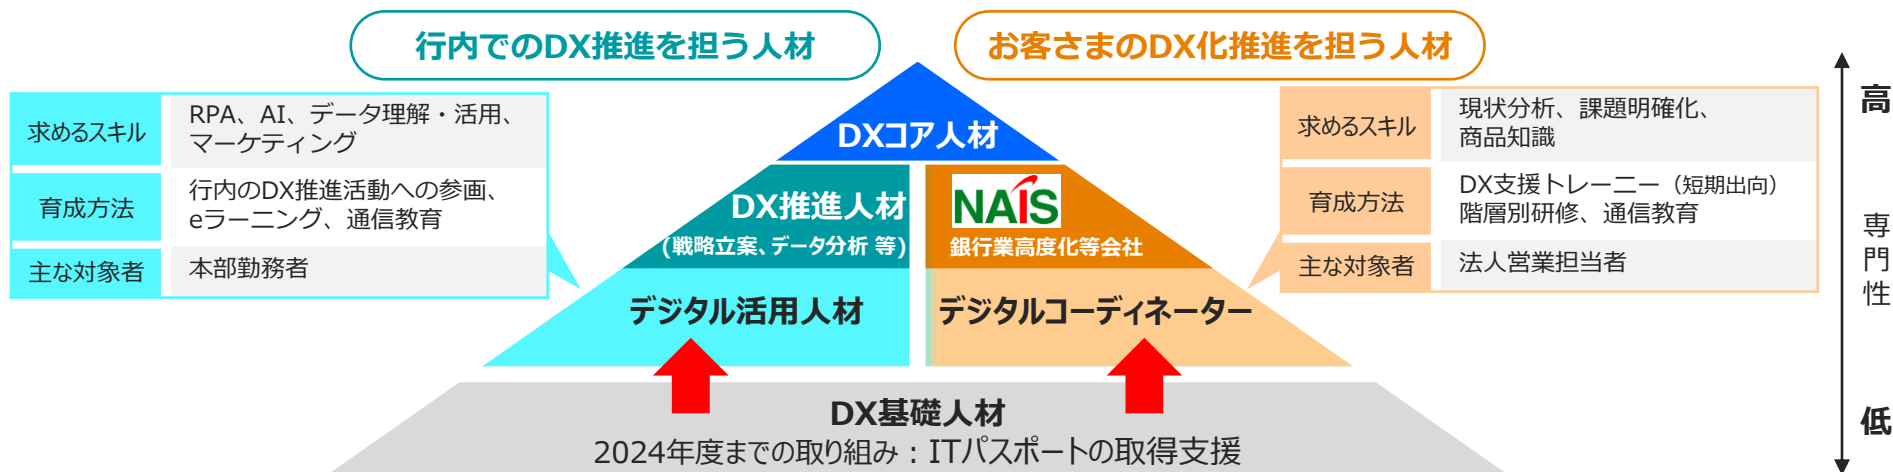 行内でのDX推進を担う人材
お客さまのDX化推進を担う人材
求めるスキル
RPA、AI、データ理解・活用、
マーケティング
育成方法
行内のDX推進活動への参画、
eラーニング、通信教育
主な対象者
本部勤務者
DXコア人材
DX推進人材
(戦略立案、データ分析 等)
NAIS
銀行業高度化等会社
デジタル活用人材
デジタルコーディネーター
DX基礎人材
2024年度までの取り組み：ITパスポートの取得支援
求めるスキル
現状分析、課題明確化、
商品知識
育成方法
DX支援トレーニー（短期出向）
階層別研修、通信教育
主な対象者
法人営業担当者
高
専門性
低